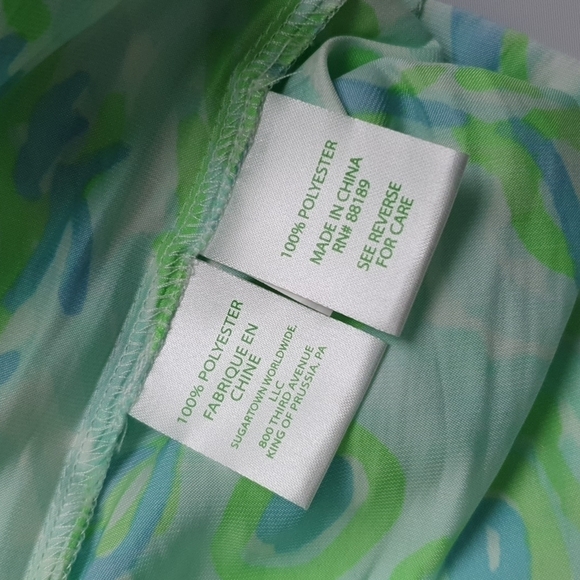 100% POLYESTER
MADE IN CHINA
RN# 88189
SEE REVERSE
FOR CARE
100% POLYESTER
FABRIQUE EN
CHINE
SUGARTOWN WORLDWIDE,
LLC
800 THIRD AVENUE
KING OF PRUSSIA, PA